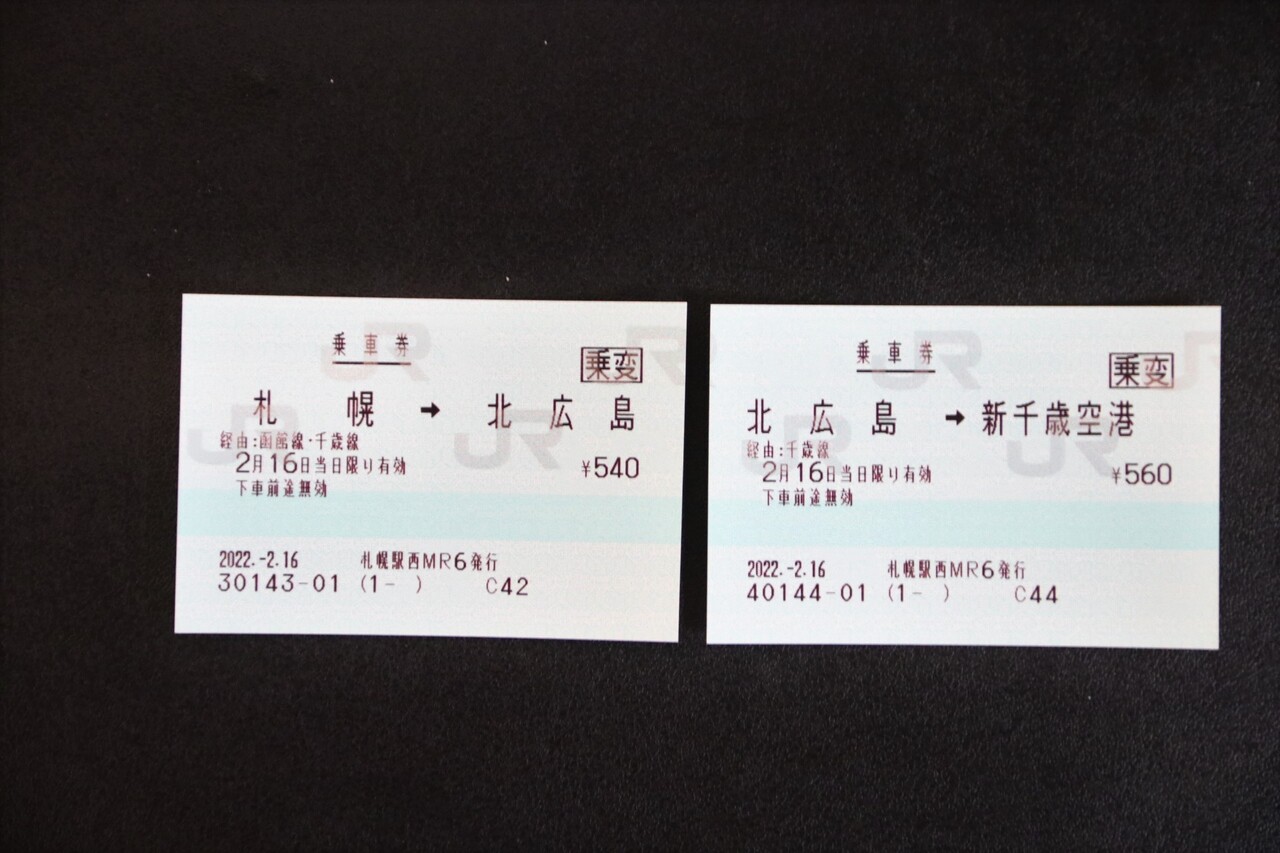 乗車券
乗変
札幌 → 北広島
経由:函館線・千歳線
2月16日当日限り有効
¥540
下車前途無効
2022.-2.16 札幌駅西MR6発行
30143-01 (1- ) C42
乗車券
乗変
北広島 → 新千歳空港
経由:千歳線
2月16日当日限り有効
¥560
下車前途無効
2022.-2.16 札幌駅西MR6発行
40144-01 (1- ) C44